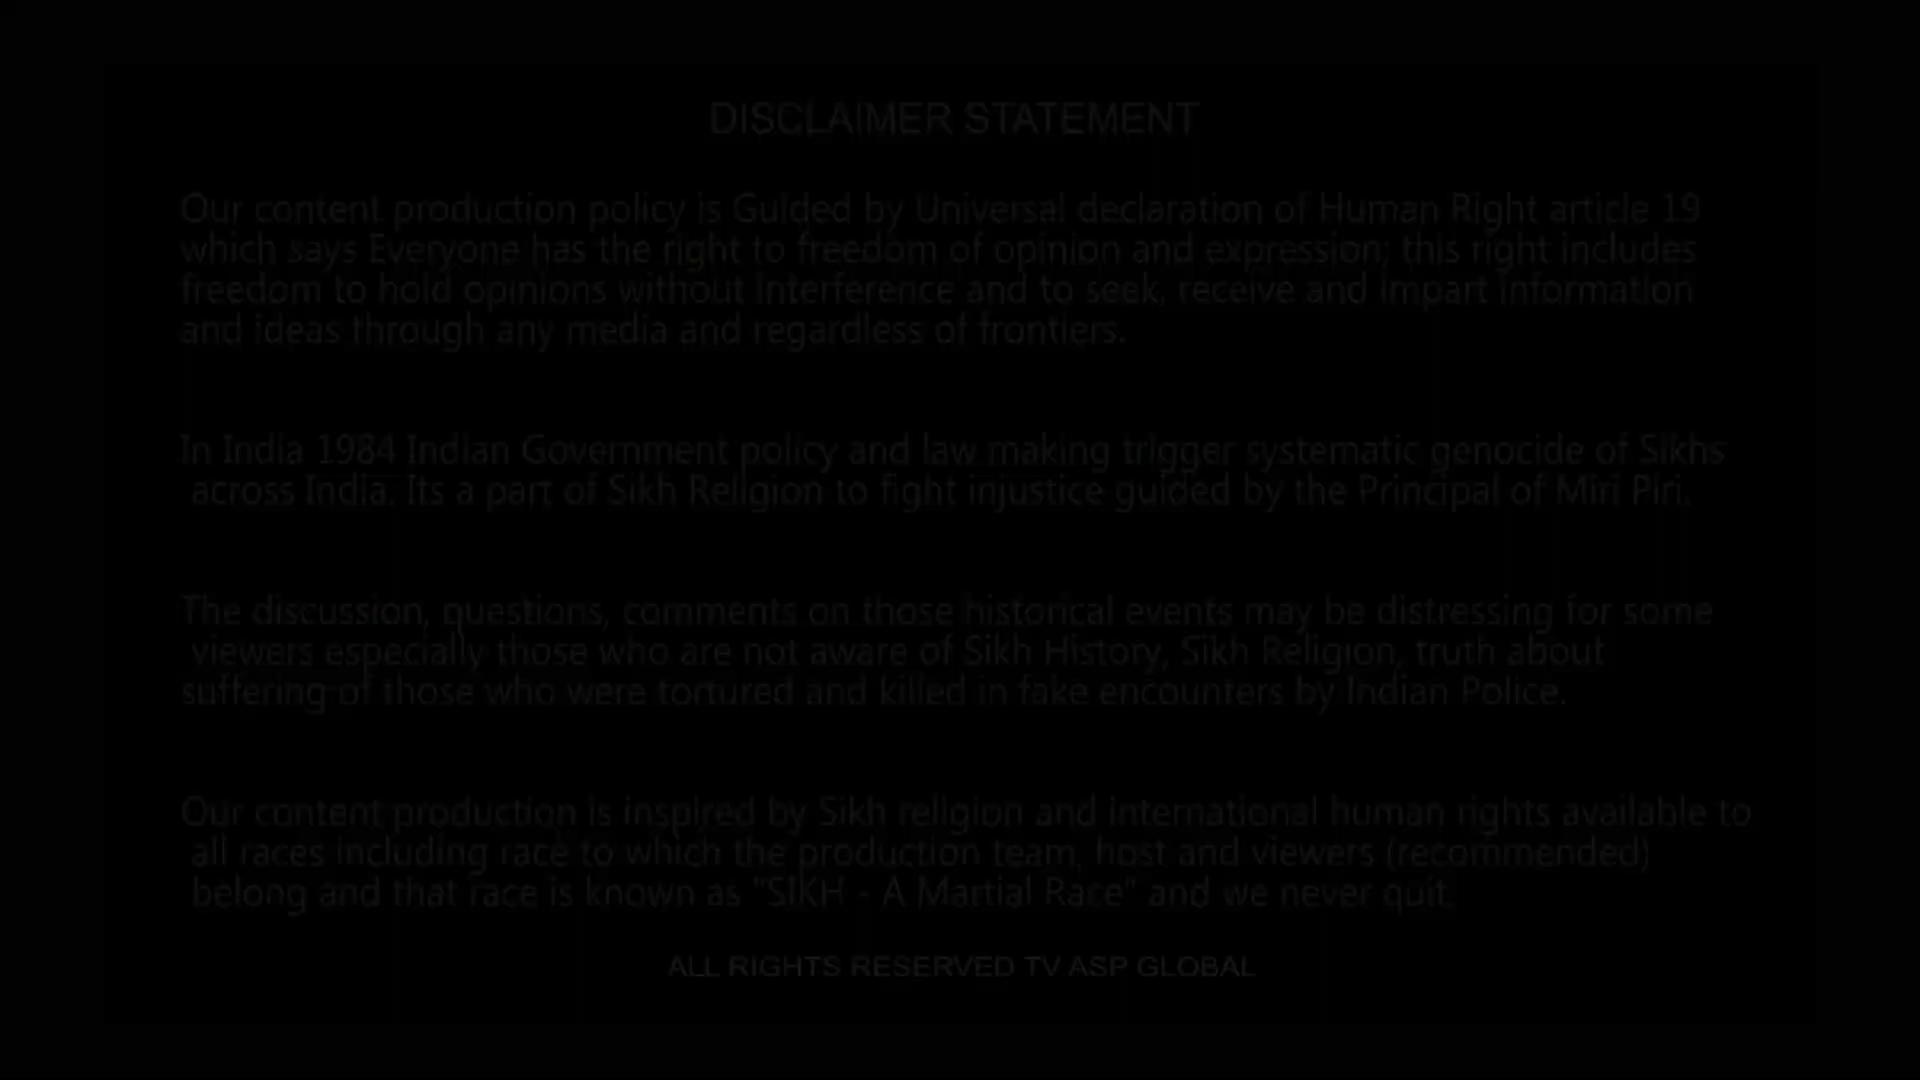 DISCLAIMER STATEMENT
Our content production policy is Guided by Universal declaration of Human Right article 19
which says Everyone has the right to freedom of opinion and expression; this right includes
freedom to hold opinions without interference and to seek, receive and impart information
and ideas through any media and regardless of frontiers.
In India 1984 Indian Government policy and law making trigger systematic genocide of Sikhs
across India. Its a part of Sikh Religion to fight injustice guided by the Principal of Miri Piri.
The discussion, questions, comments on those historical events may be distressing for some
viewers especially those who are not aware of Sikh History, Sikh Religion, truth about
suffering of those who were tortured and killed in fake encounters by Indian Police.
Our content production is inspired by Sikh religion and international human rights available to
all races including race to which the production team, host and viewers (recommended)
belong and that race is known as "SIKH - A Martial Race" and we never quit.
ALL RIGHTS RESERVED TV ASP GLOBAL